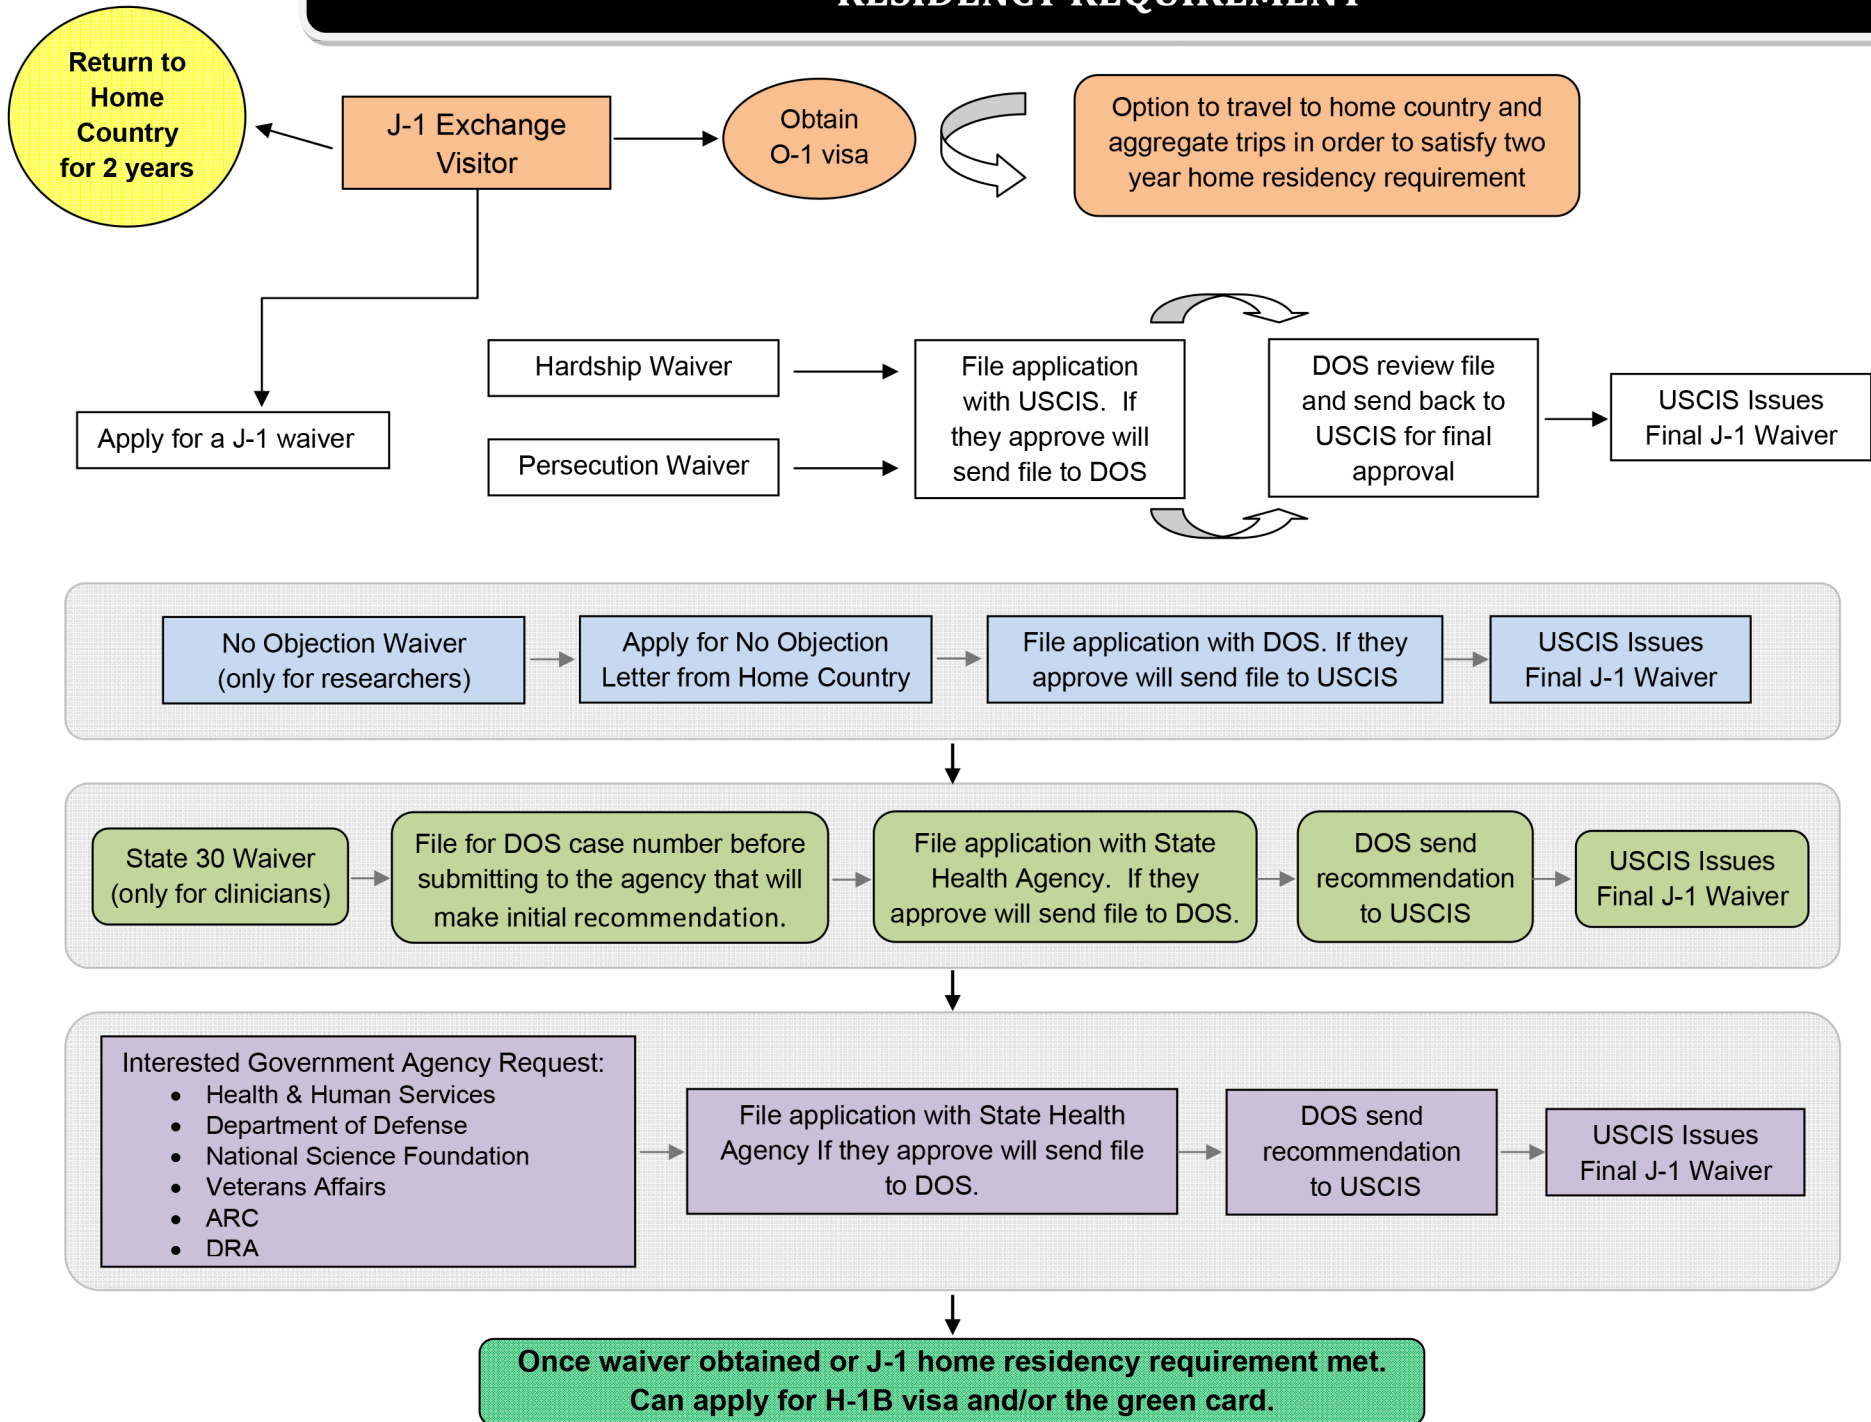 RESIDENCY REQUIREMENT
Return to
Home
Country
for 2 years
J-1 Exchange
Visitor
Obtain
O-1 visa
Option to travel to home country and
aggregate trips in order to satisfy two
year home residency requirement
Apply for a J-1 waiver
Hardship Waiver
Persecution Waiver
File application
with USCIS. If
they approve will
send file to DOS
DOS review file
and send back to
USCIS for final
approval
USCIS Issues
Final J-1 Waiver
No Objection Waiver
(only for researchers)
Apply for No Objection
Letter from Home Country
File application with DOS. If they
approve will send file to USCIS
USCIS Issues
Final J-1 Waiver
State 30 Waiver
(only for clinicians)
File for DOS case number before
submitting to the agency that will
make initial recommendation.
File application with State
Health Agency. If they
approve will send file to DOS.
DOS send
recommendation
to USCIS
USCIS Issues
Final J-1 Waiver
Interested Government Agency Request:
• Health & Human Services
• Department of Defense
• National Science Foundation
• Veterans Affairs
• ARC
• DRA
File application with State Health
Agency If they approve will send file
to DOS.
DOS send
recommendation
to USCIS
USCIS Issues
Final J-1 Waiver
Once waiver obtained or J-1 home residency requirement met.
Can apply for H-1B visa and/or the green card.